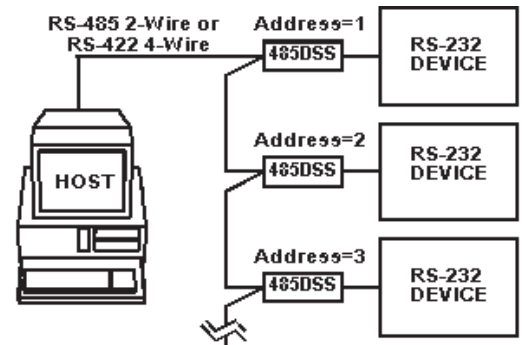 RS-485 2-Wire or
RS-422 4-Wire
HOST
Address=1
485DSS
RS-232
DEVICE
Address=2
485DSS
RS-232
DEVICE
Address=3
485DSS
RS-232
DEVICE